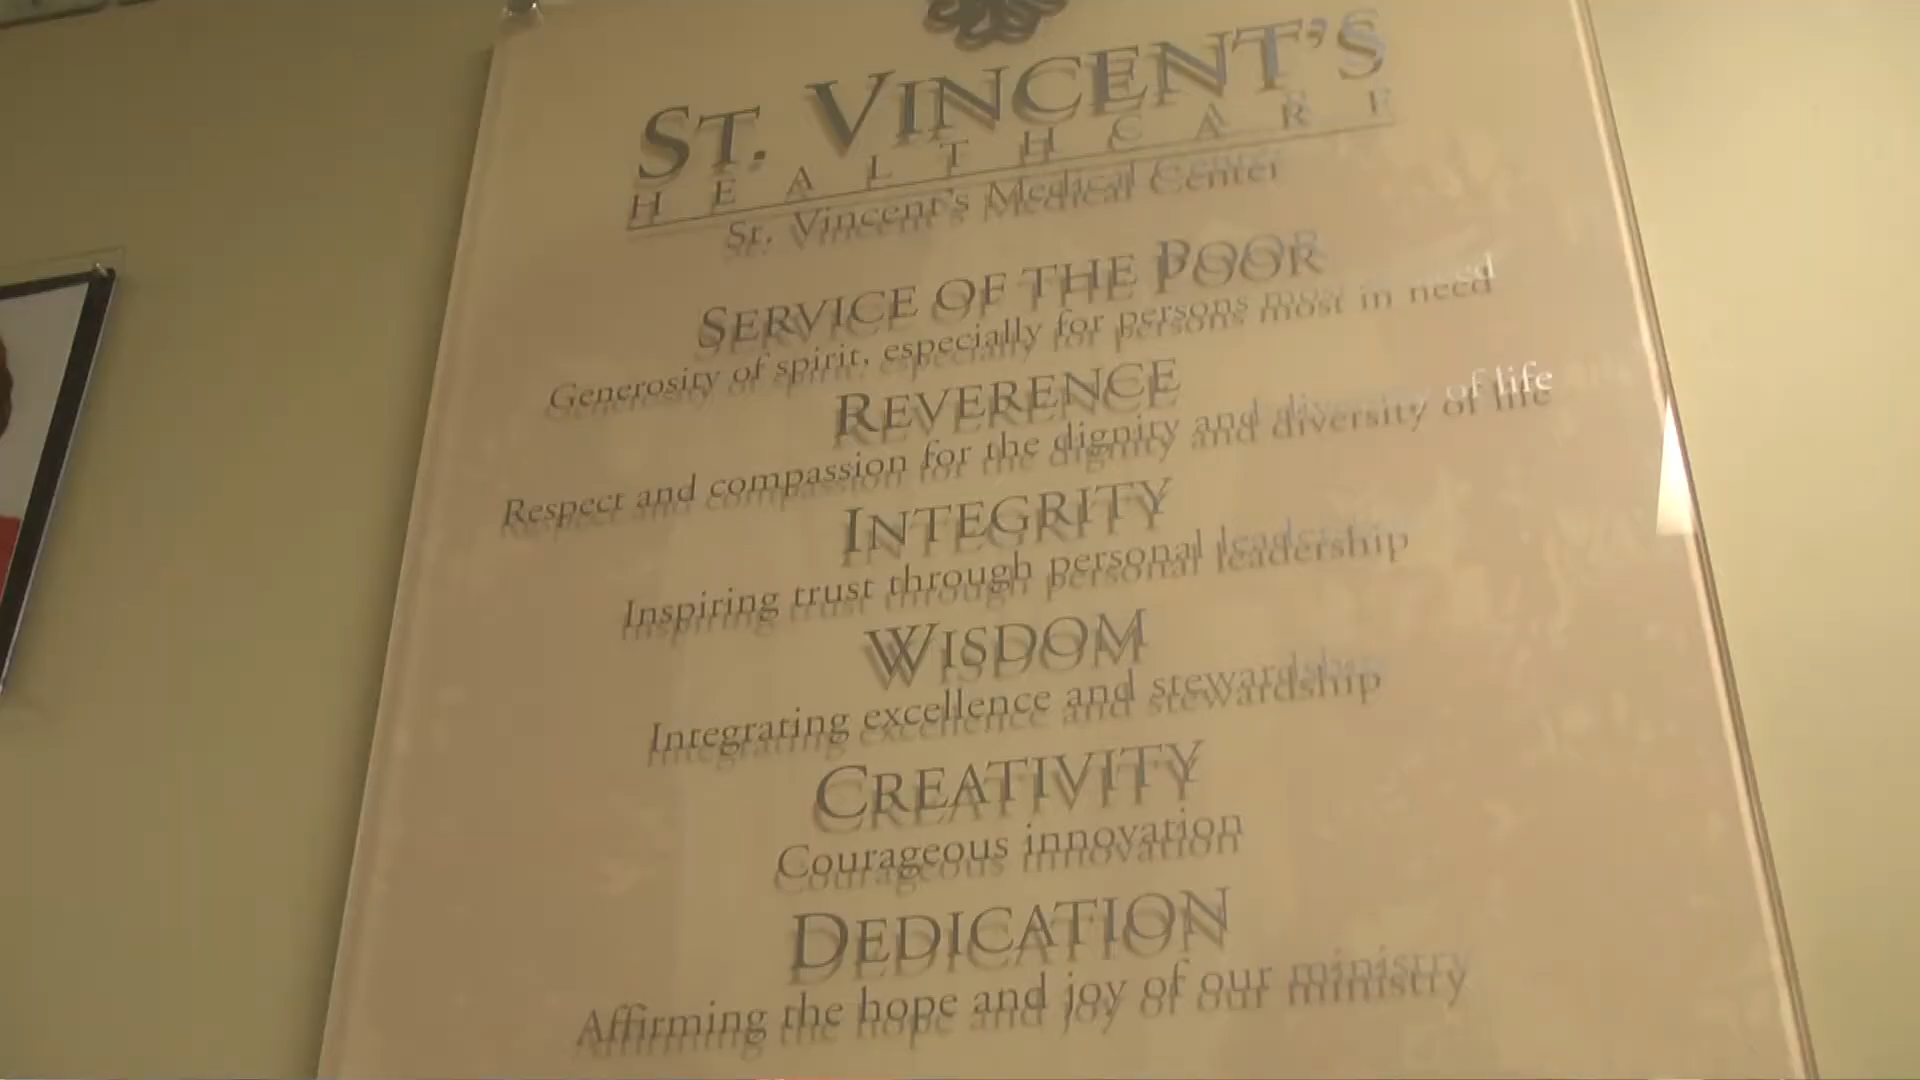 ST. VINCENT'S
HEALTHCARE
St. Vincent's Medical Center
SERVICE OF THE POOR
Generosity of spirit, especially for persons most in need
REVERENCE
Respect and compassion for the dignity and diversity of life
INTEGRITY
Inspiring trust through personal leadership
WISDOM
Integrating excellence and stewardship
CREATIVITY
Courageous innovation
DEDICATION
Affirming the hope and joy of our ministry